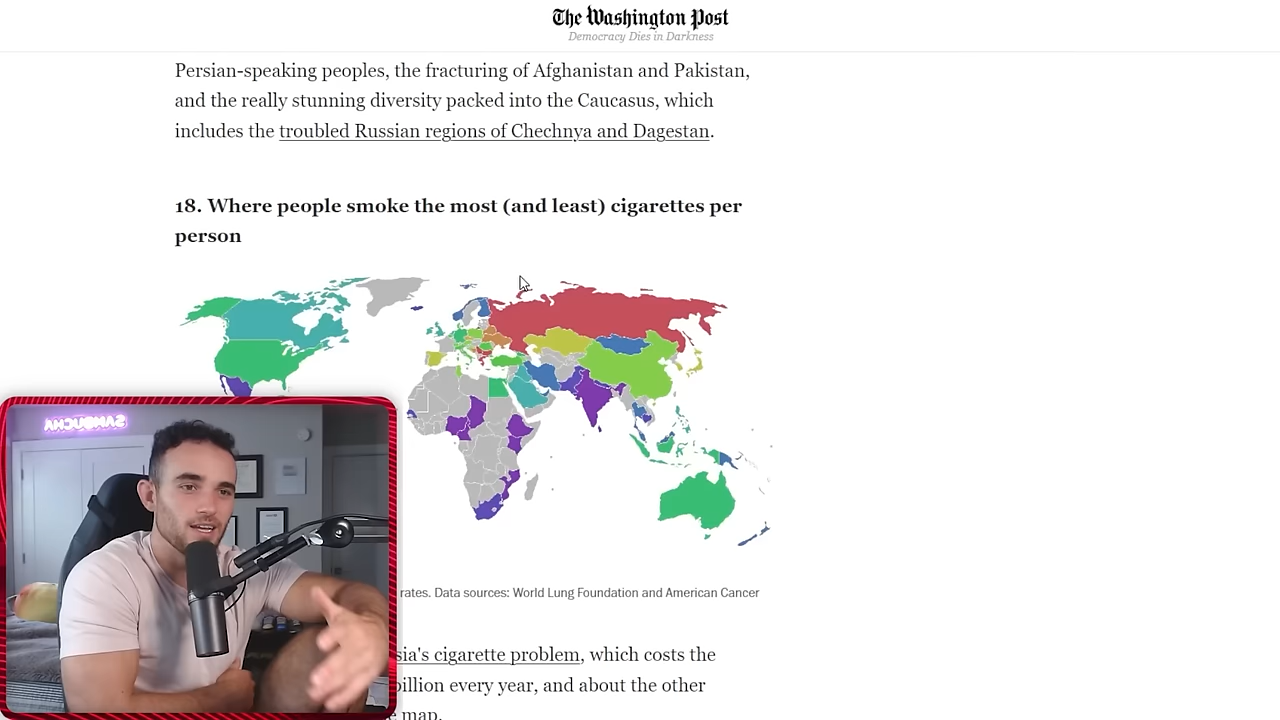 The Washington Post
Democracy Dies in Darkness
Persian-speaking peoples, the fracturing of Afghanistan and Pakistan,
and the really stunning diversity packed into the Caucasus, which
includes the troubled Russian regions of Chechnya and Dagestan.
18. Where people smoke the most (and least) cigarettes per
person
SAMBUCHA
rates. Data sources: World Lung Foundation and American Cancer
sia's cigarette problem, which costs the
billion every year, and about the other
map.